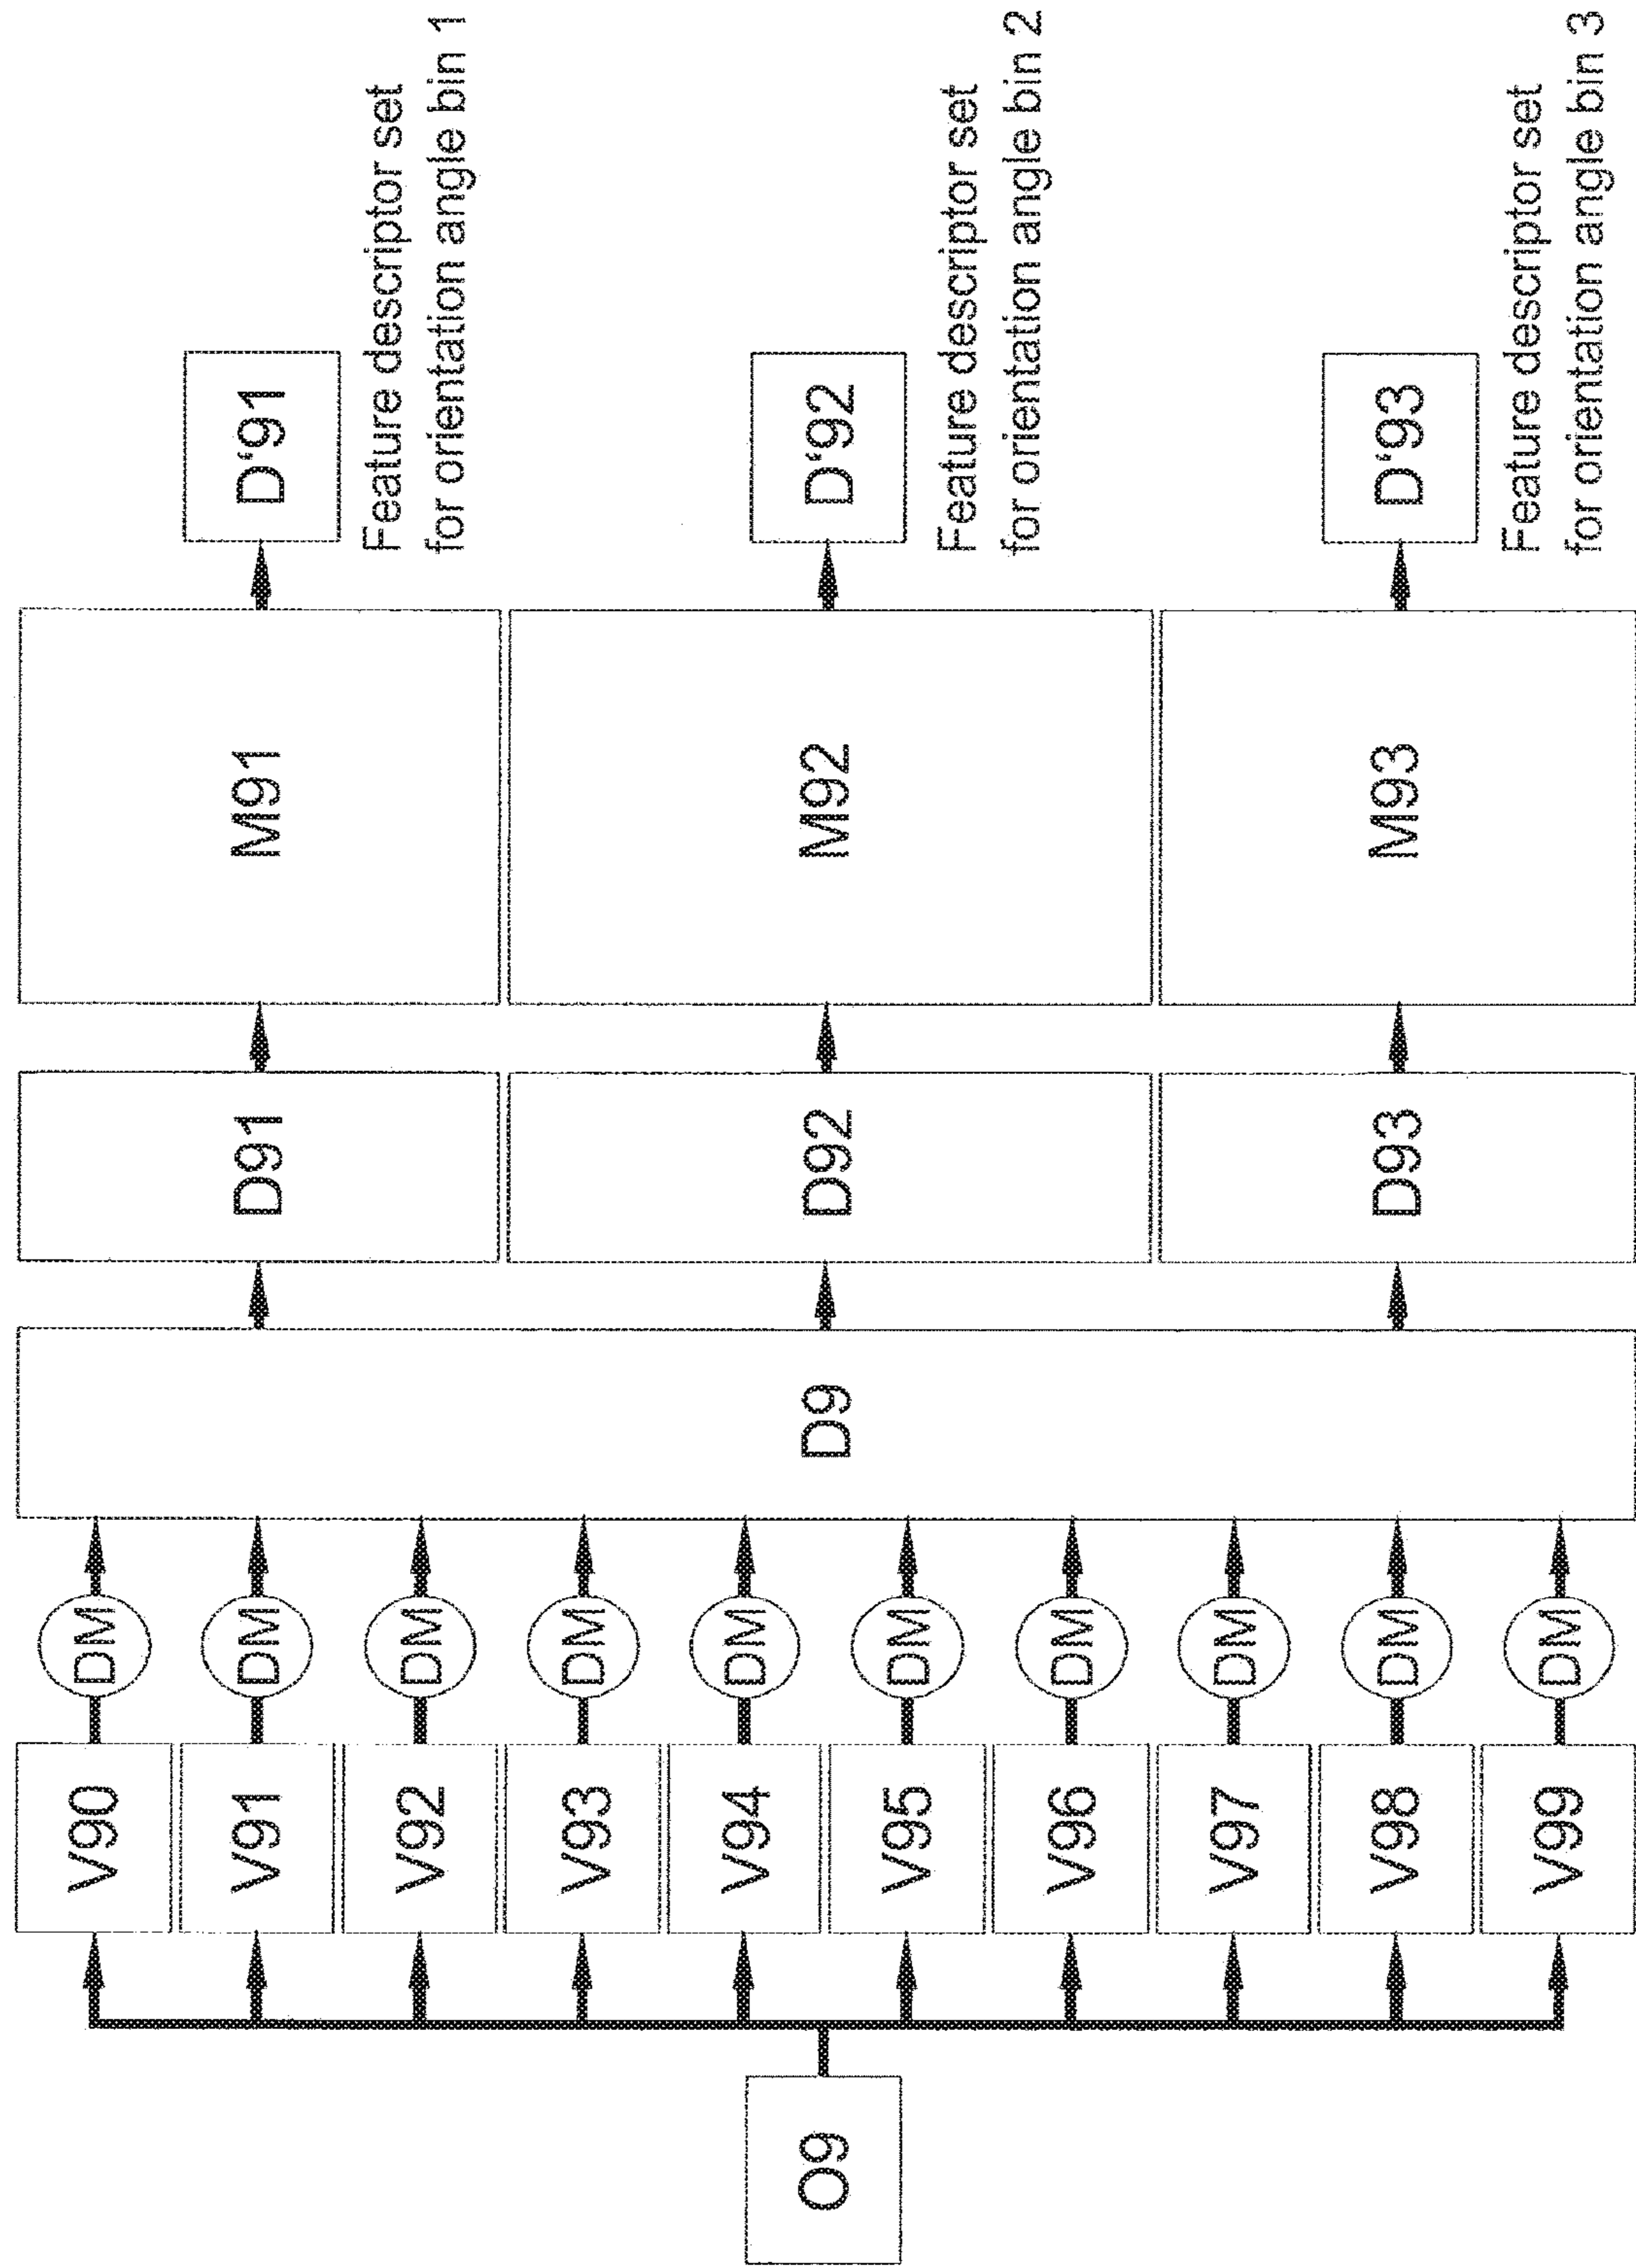 O9
V90
V91
V92
V93
V94
V95
V96
V97
V98
V99
DM
DM
DM
DM
DM
DM
DM
DM
DM
DM
D9
D91
D92
D93
M91
M92
M93
D'91
Feature descriptor set
for orientation angle bin 1
D'92
Feature descriptor set
for orientation angle bin 2
D'93
Feature descriptor set
for orientation angle bin 3